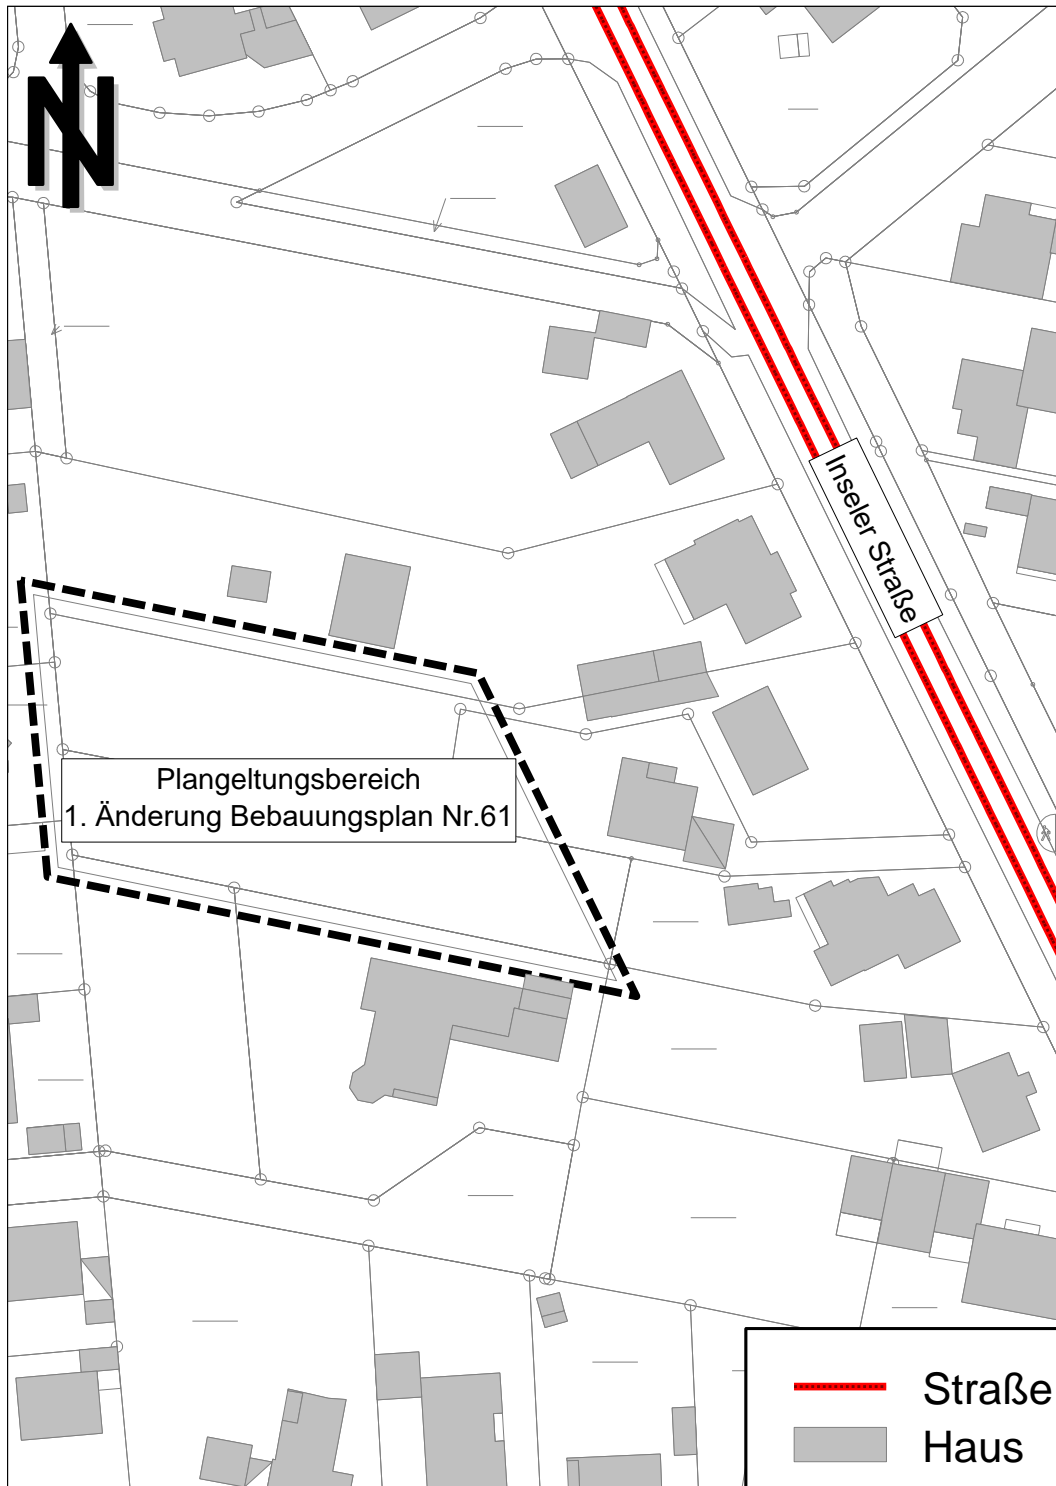 N
Inseler Straße
Plangeltungsbereich
1. Änderung Bebauungsplan Nr.61
Straße
Haus